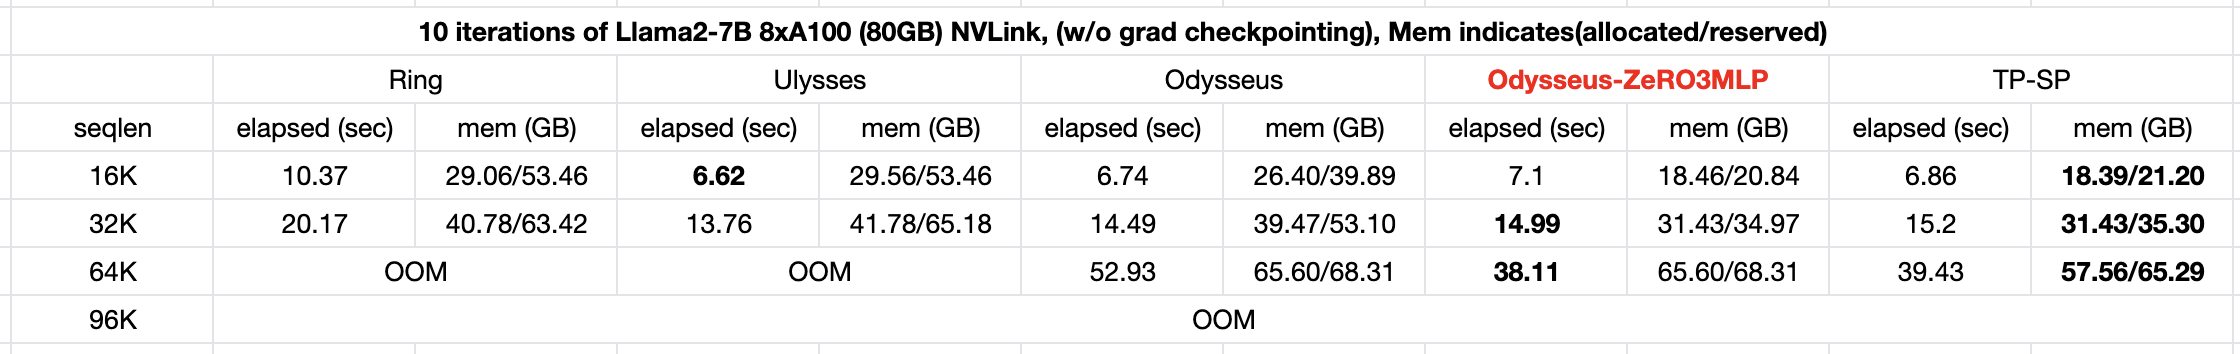 10 iterations of Llama2-7B 8xA100 (80GB) NVLink, (w/o grad checkpointing), Mem indicates(allocated/reserved)
Ring Ulysses Odysseus Odysseus-ZeRO3MLP TP-SP
seqlen elapsed (sec) mem (GB) elapsed (sec) mem (GB) elapsed (sec) mem (GB) elapsed (sec) mem (GB) elapsed (sec) mem (GB)
16K 10.37 29.06/53.46 6.62 29.56/53.46 6.74 26.40/39.89 7.1 18.46/20.84 6.86 18.39/21.20
32K 20.17 40.78/63.42 13.76 41.78/65.18 14.49 39.47/53.10 14.99 31.43/34.97 15.2 31.43/35.30
64K OOM OOM 52.93 65.60/68.31 38.11 65.60/68.31 39.43 57.56/65.29
96K OOM